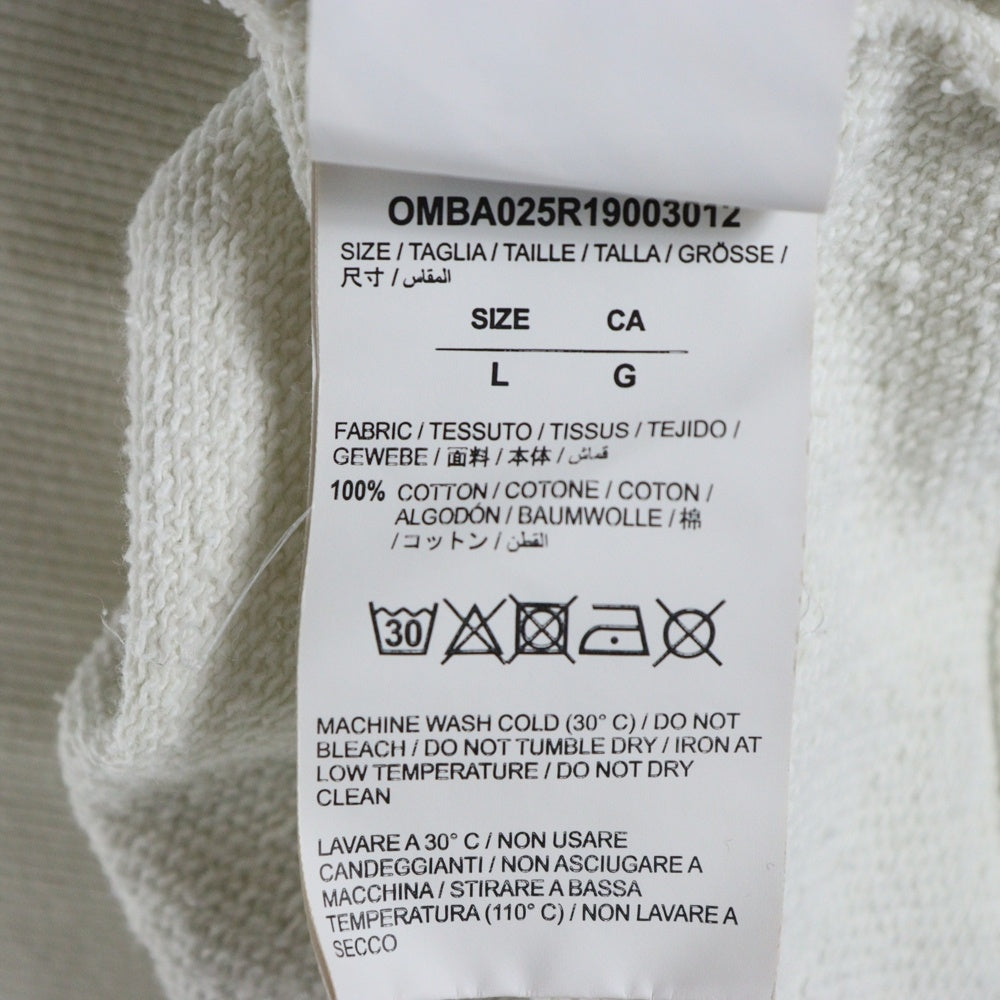 OMBA025R19003012
SIZE / TAGLIA / TAILLE / TALLA / GRÖSSE /
尺寸 / المقاس
SIZE CA
L G
FABRIC / TESSUTO / TISSUS / TEJIDO /
GEWEBE / 面料 / 本体 / قماش
100% COTTON / COTONE / COTON /
ALGODÓN / BAUMWOLLE / 棉
/ コットン / القطن
30
MACHINE WASH COLD (30° C) / DO NOT
BLEACH / DO NOT TUMBLE DRY / IRON AT
LOW TEMPERATURE / DO NOT DRY
CLEAN
LAVARE A 30° C / NON USARE
CANDEGGIANTI / NON ASCIUGARE A
MACCHINA / STIRARE A BASSA
TEMPERATURA (110° C) / NON LAVARE A
SECCO